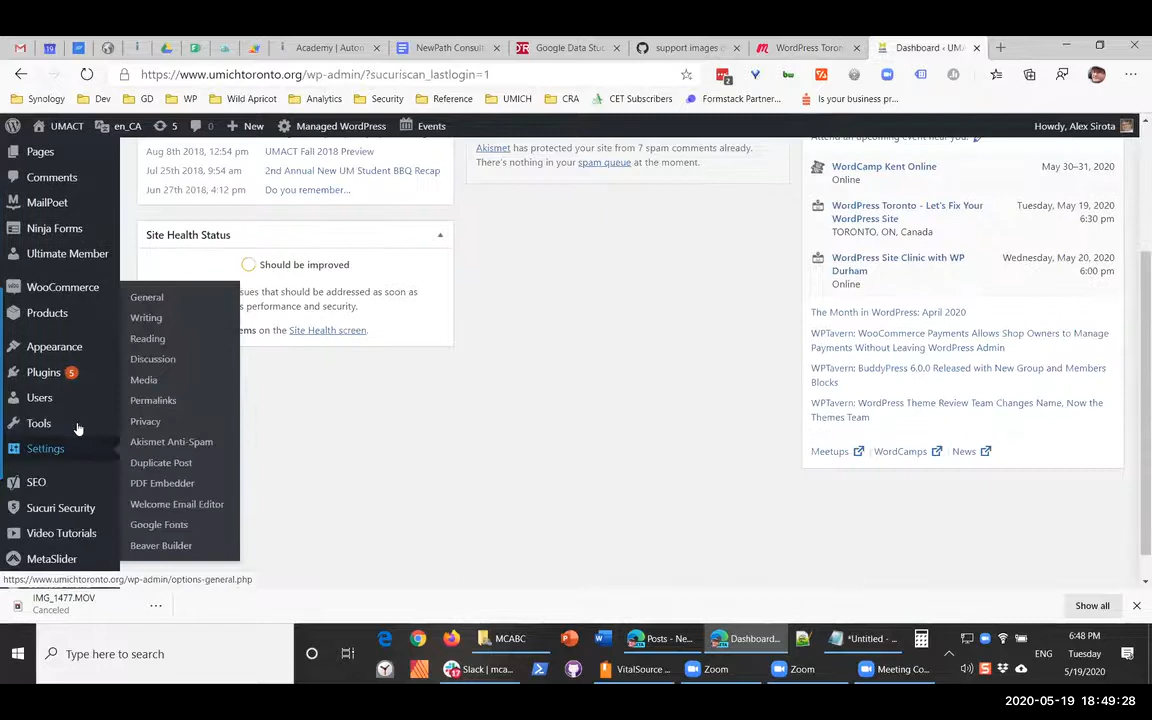 Academy | Auton
NewPath Consult
Google Data Stu
support images
WordPress Toron
Dashboard ‹ UMA
https://www.umichtoronto.org/wp-admin/?sucuriscan_lastlogin=1
Synology Dev GD WP Wild Apricot Analytics Security Reference UMICH CRA CET Subscribers Formstack Partner... Is your business pr...
UMACT en_CA 5 0 New Managed WordPress Events Howdy, Alex Sirota
Pages
Comments
MailPoet
Ninja Forms
Ultimate Member
WooCommerce
Products
Appearance
Plugins 5
Users
Tools
Settings
SEO
Sucuri Security
Video Tutorials
MetaSlider
General
Writing
Reading
Discussion
Media
Permalinks
Privacy
Akismet Anti-Spam
Duplicate Post
PDF Embedder
Welcome Email Editor
Google Fonts
Beaver Builder
Aug 8th 2018, 12:54 pm UMACT Fall 2018 Preview
Jul 25th 2018, 9:54 am 2nd Annual New UM Student BBQ Recap
Jun 27th 2018, 4:12 pm Do you remember...
Site Health Status
Should be improved
sues that should be addressed as soon as
s performance and security.
ems on the Site Health screen.
Akismet has protected your site from 7 spam comments already.
There's nothing in your spam queue at the moment.
Attend an upcoming event near you.
WordCamp Kent Online May 30–31, 2020
Online
WordPress Toronto - Let's Fix Your Tuesday, May 19, 2020
WordPress Site 6:30 pm
TORONTO, ON, Canada
WordPress Site Clinic with WP Wednesday, May 20, 2020
Durham 6:00 pm
Online
The Month in WordPress: April 2020
WPTavern: WooCommerce Payments Allows Shop Owners to Manage
Payments Without Leaving WordPress Admin
WPTavern: BuddyPress 6.0.0 Released with New Group and Members
Blocks
WPTavern: WordPress Theme Review Team Changes Name, Now the
Themes Team
Meetups WordCamps News
https://www.umichtoronto.org/wp-admin/options-general.php
IMG_1477.MOV
Canceled
Show all
Type here to search
MCABC
Posts - Ne...
Dashboard...
*Untitled - ...
Slack | mca...
VitalSource ...
Zoom
Zoom
Meeting Co...
ENG
6:48 PM
Tuesday
5/19/2020
2020-05-19 18:49:28